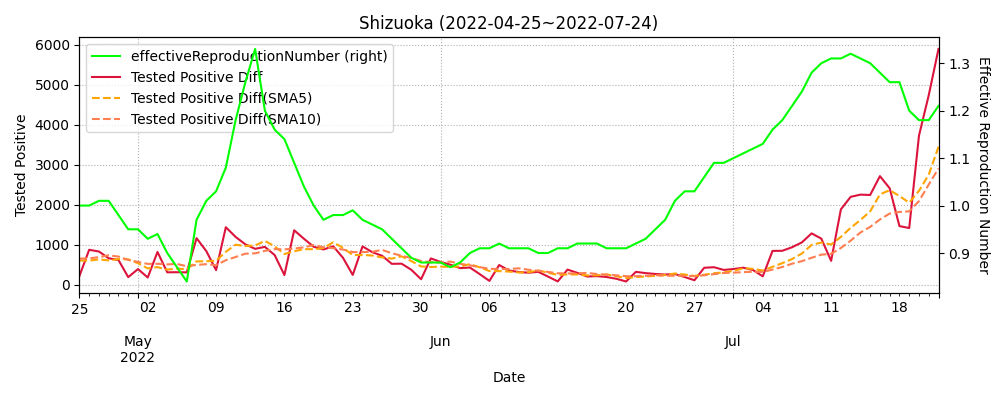 Shizuoka (2022-04-25~2022-07-24)
effectiveReproductionNumber (right)
Tested Positive Diff
Tested Positive Diff(SMA5)
Tested Positive Diff(SMA10)
6000
5000
4000
3000
2000
1000
0
Tested Positive
1.3
1.2
1.1
1.0
0.9
Effective Reproduction Number
25 02 09 16 23 30 06 13 20 27 04 11 18
May Jun Jul
2022
Date